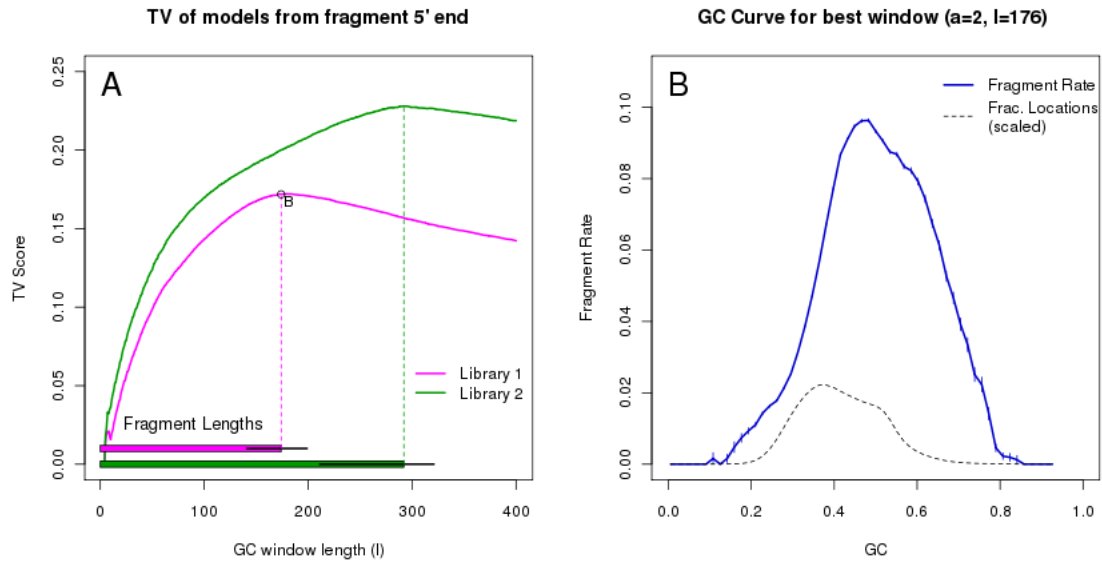 TV of models from fragment 5' end
A
TV Score
0.25
0.20
0.15
0.10
0.05
0.00
B
Library 1
Library 2
Fragment Lengths
0
100
200
300
400
GC window length (l)
GC Curve for best window (a=2, l=176)
B
Fragment Rate
Frac. Locations
(scaled)
Fragment Rate
0.10
0.08
0.06
0.04
0.02
0.00
0.0
0.2
0.4
0.6
0.8
1.0
GC